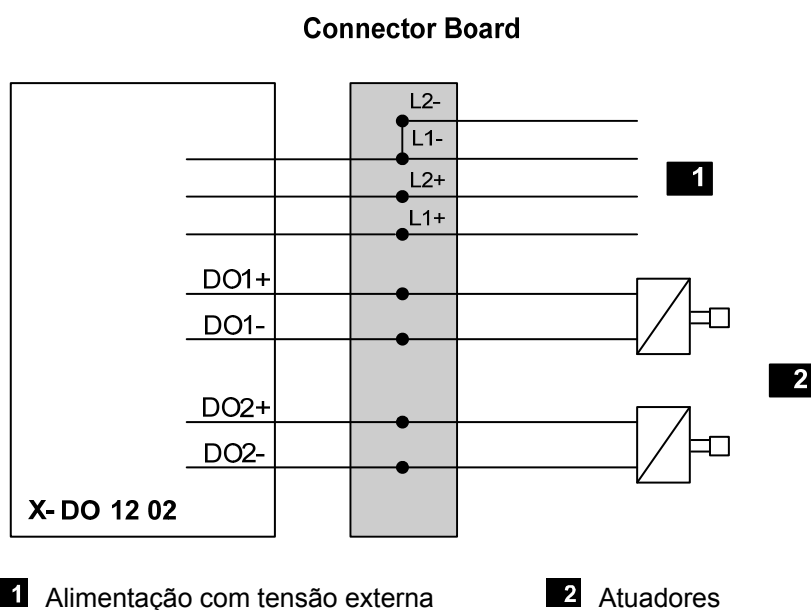 Connector Board
L2-
L1-
L2+
L1+
1
DO1+
DO1-
2
DO2+
DO2-
X-DO 12 02
1 Alimentação com tensão externa
2 Atuadores